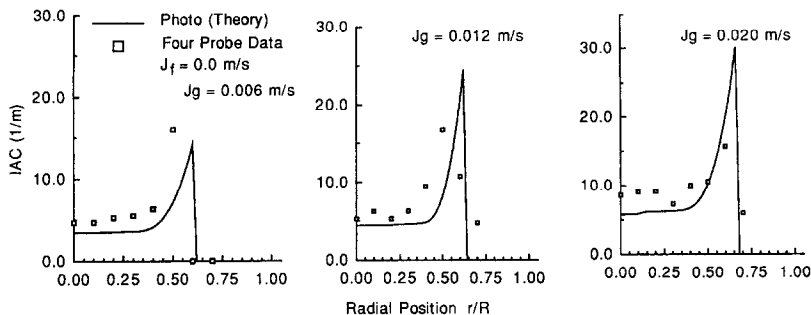 Photo (Theory)
Four Probe Data
J_f = 0.0 m/s
Jg = 0.006 m/s
Jg = 0.012 m/s
Jg = 0.020 m/s
IAC (1/m)
30.0
20.0
10.0
0.0
0.00 0.25 0.50 0.75 1.00
30.0
20.0
10.0
0.0
0.00 0.25 0.50 0.75 1.00
30.0
20.0
10.0
0.0
0.00 0.25 0.50 0.75 1.00
Radial Position r/R